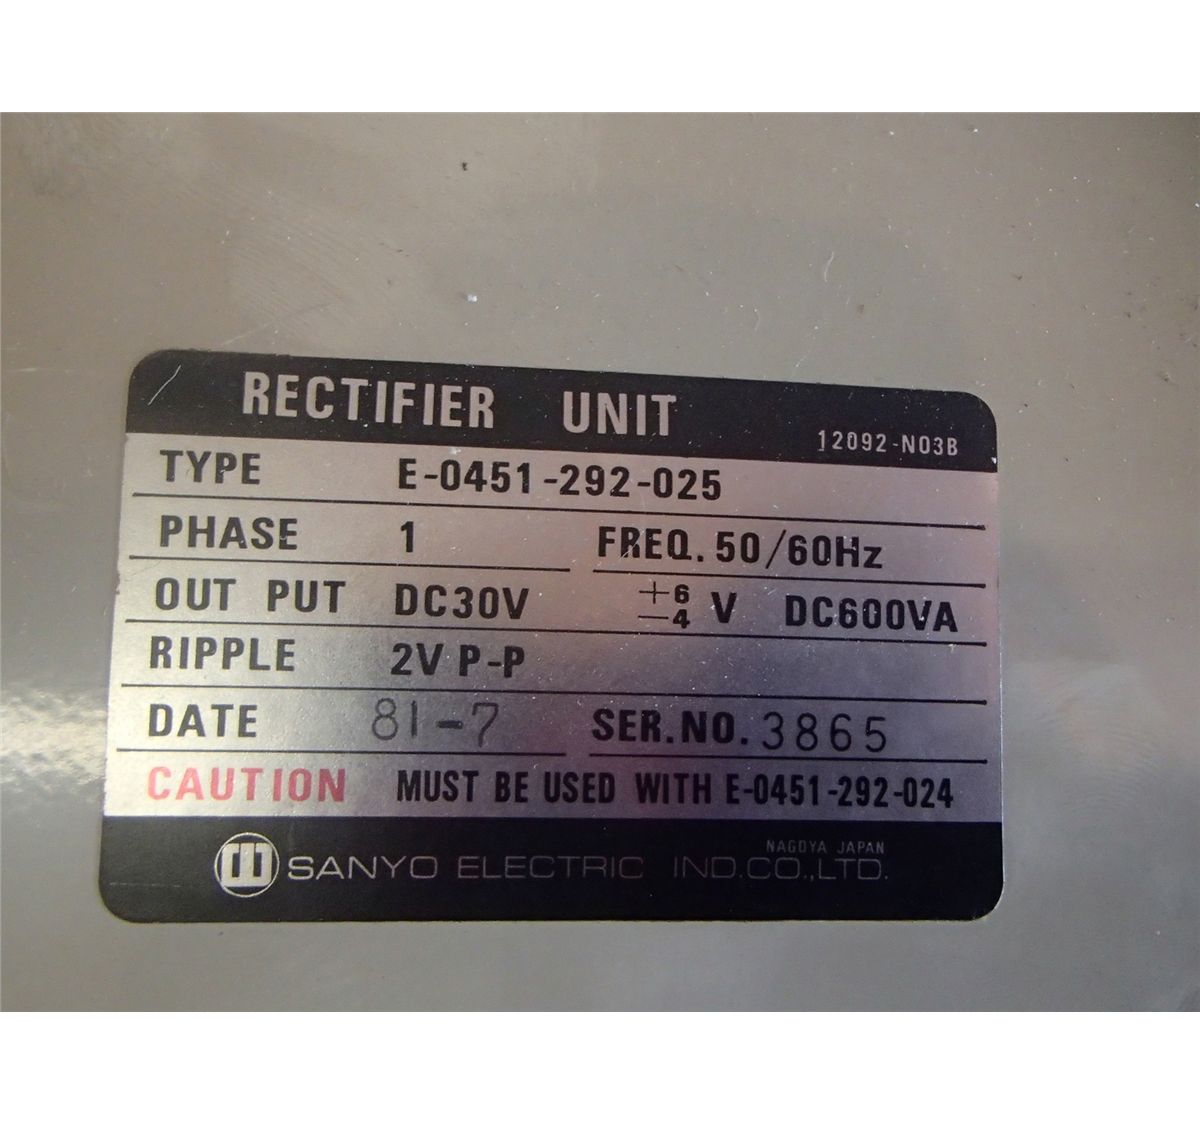 RECTIFIER UNIT
12092-N03B
TYPE E-0451-292-025
PHASE 1 FREQ. 50/60Hz
OUT PUT DC30V +6 -4 V DC600VA
RIPPLE 2V P-P
DATE 81-7 SER.NO. 3865
CAUTION MUST BE USED WITH E-0451-292-024
NAGOYA JAPAN
SANYO ELECTRIC IND.CO.,LTD.